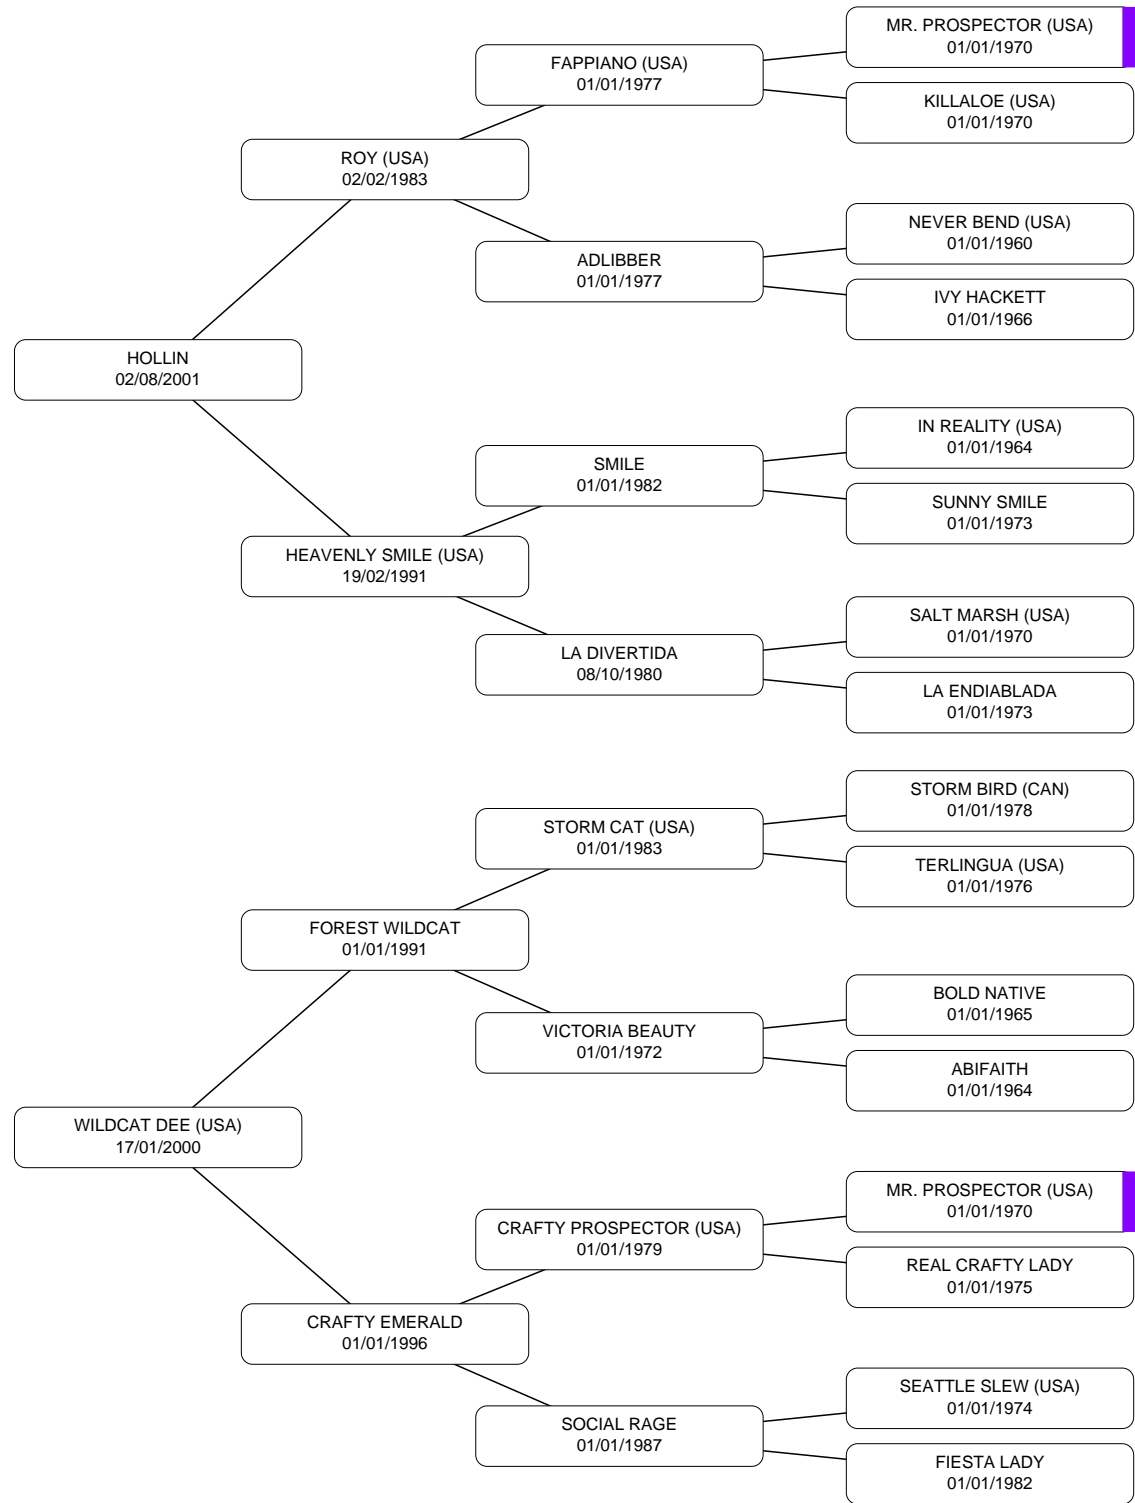 MR. PROSPECTOR (USA)
01/01/1970
FAPPIANO (USA)
01/01/1977
KILLALOE (USA)
01/01/1970
ROY (USA)
02/02/1983
NEVER BEND (USA)
01/01/1960
ADLIBBER
01/01/1977
IVY HACKETT
01/01/1966
HOLLIN
02/08/2001
IN REALITY (USA)
01/01/1964
SMILE
01/01/1982
SUNNY SMILE
01/01/1973
HEAVENLY SMILE (USA)
19/02/1991
SALT MARSH (USA)
01/01/1970
LA DIVERTIDA
08/10/1980
LA ENDIABLADA
01/01/1973
STORM BIRD (CAN)
01/01/1978
STORM CAT (USA)
01/01/1983
TERLINGUA (USA)
01/01/1976
FOREST WILDCAT
01/01/1991
BOLD NATIVE
01/01/1965
VICTORIA BEAUTY
01/01/1972
ABIFAITH
01/01/1964
WILDCAT DEE (USA)
17/01/2000
MR. PROSPECTOR (USA)
01/01/1970
CRAFTY PROSPECTOR (USA)
01/01/1979
REAL CRAFTY LADY
01/01/1975
CRAFTY EMERALD
01/01/1996
SEATTLE SLEW (USA)
01/01/1974
SOCIAL RAGE
01/01/1987
FIESTA LADY
01/01/1982